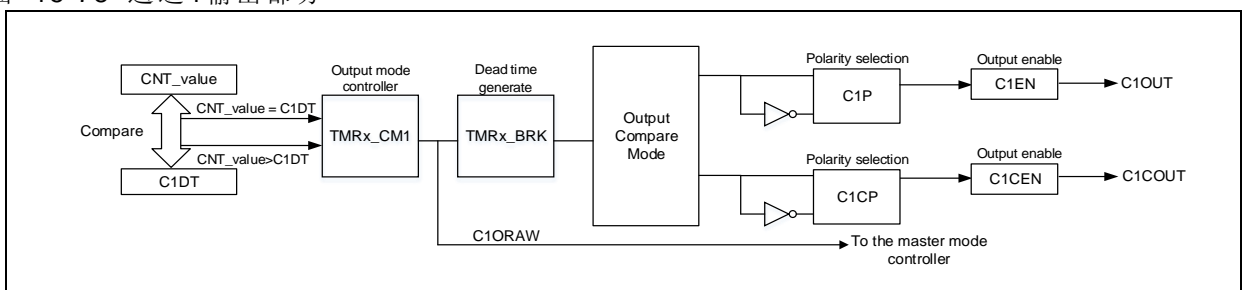 CNT_value
Compare
C1DT
CNT_value = C1DT
CNT_value>C1DT
Output mode
controller
TMRx_CM1
Dead time
generate
TMRx_BRK
C1ORAW
Output
Compare
Mode
Polarity selection
C1P
Output enable
C1EN
C1OUT
Polarity selection
C1CP
Output enable
C1CEN
C1COUT
To the master mode
controller